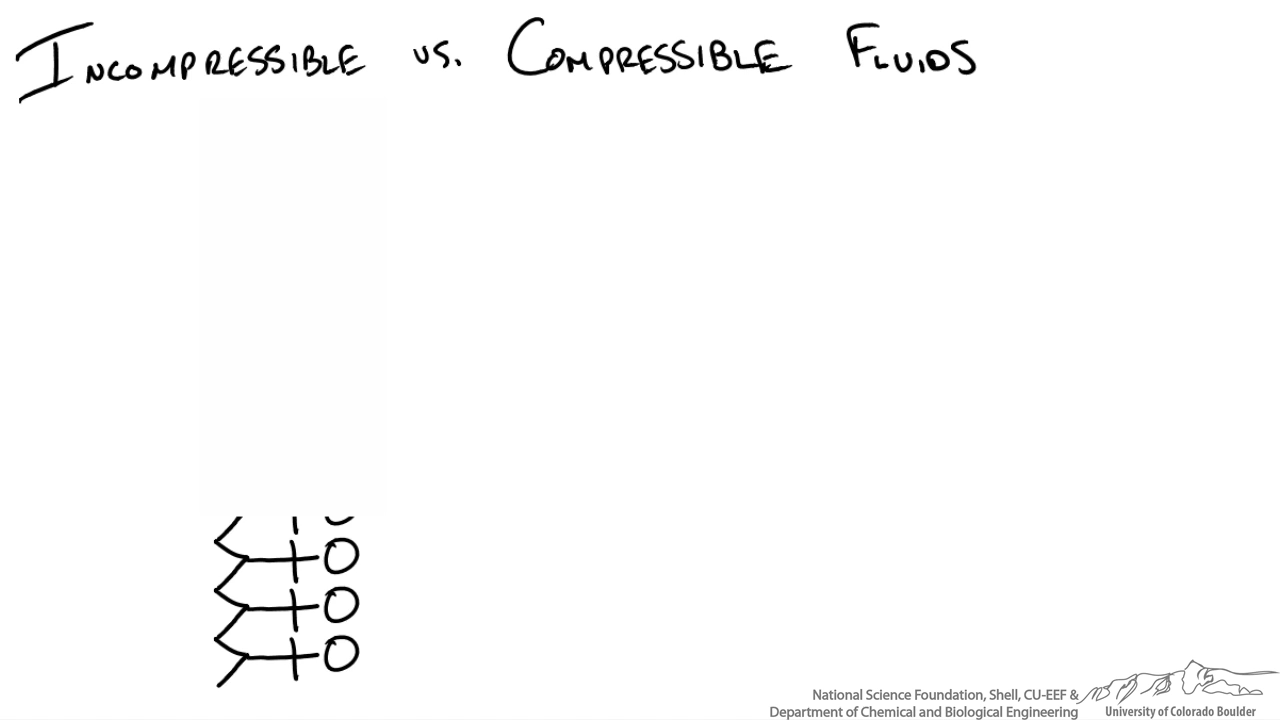 INCOMPRESSIBLE vs. COMPRESSIBLE FLUIDS
National Science Foundation, Shell, CU-EEF &
Department of Chemical and Biological Engineering
University of Colorado Boulder